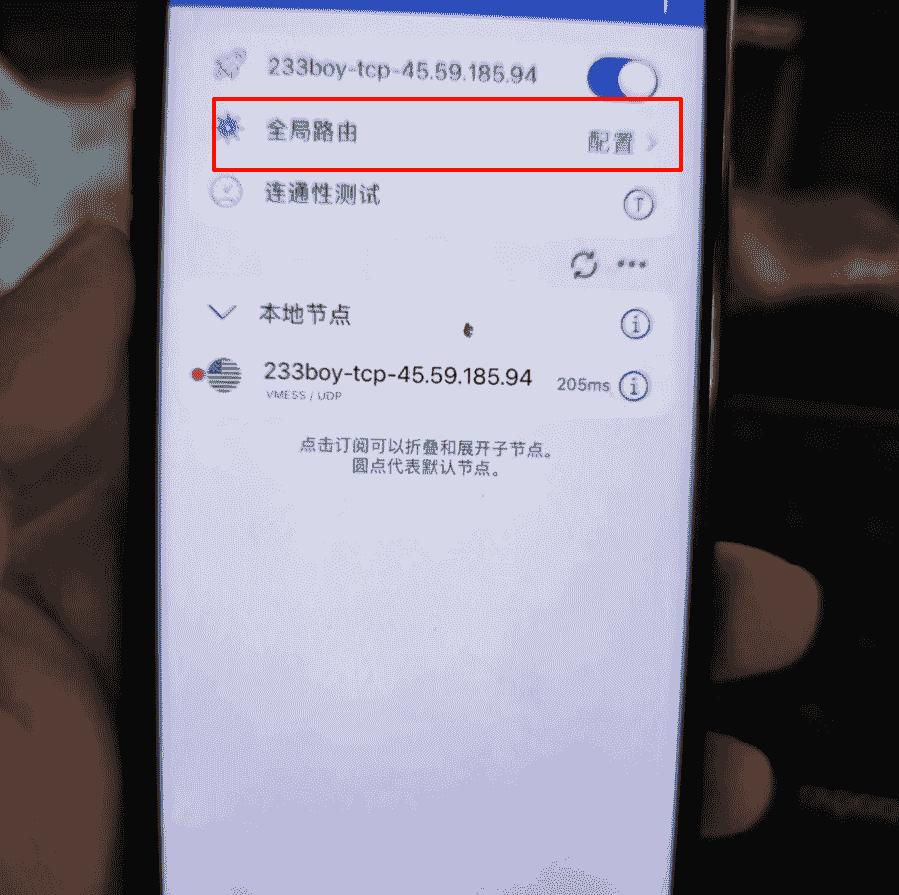 233boy-tcp-45.59.185.94
全局路由 配置
连通性测试 T
本地节点
233boy-tcp-45.59.185.94 205ms
VMESS / UDP
点击订阅可以折叠和展开子节点。
圆点代表默认节点。